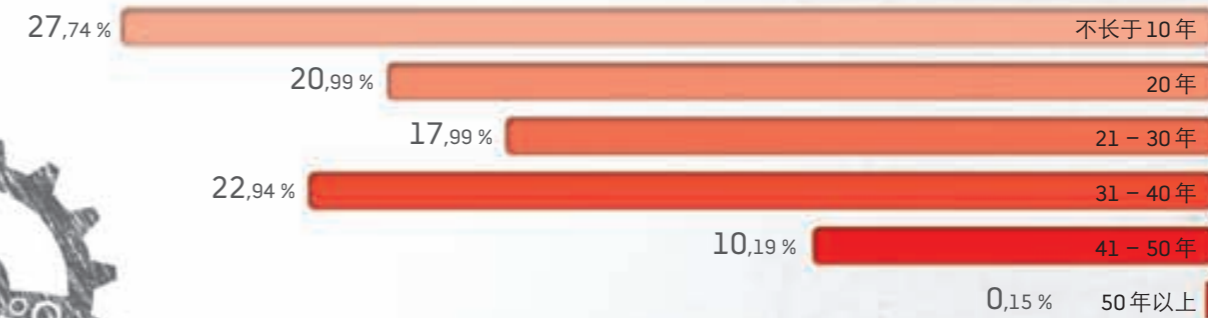 27,74 % 不长于10年
20,99 % 20年
17,99 % 21 – 30年
22,94 % 31 – 40年
10,19 % 41 – 50年
0,15 % 50年以上